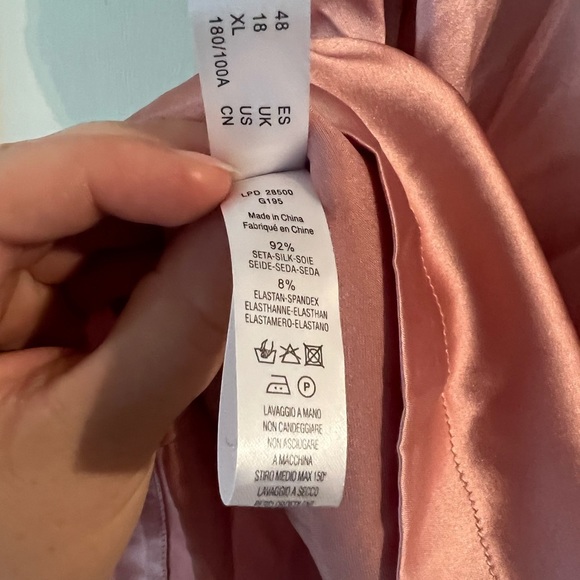 48 ES
18 UK
XL US
180/100A CN
LPD 28500
G195
Made in China
Fabriqué en Chine
92%
SETA-SILK-SOIE
SEIDE-SEDA-SEDA
8%
ELASTAN-SPANDEX
ELASTHANNE-ELASTHAN
ELASTAMERO-ELASTANO
P
LAVAGGIO A MANO
NON CANDEGGIARE
NON ASCIUGARE
A MACCHINA
STIRO MEDIO MAX 150°
LAVAGGIO A SECCO